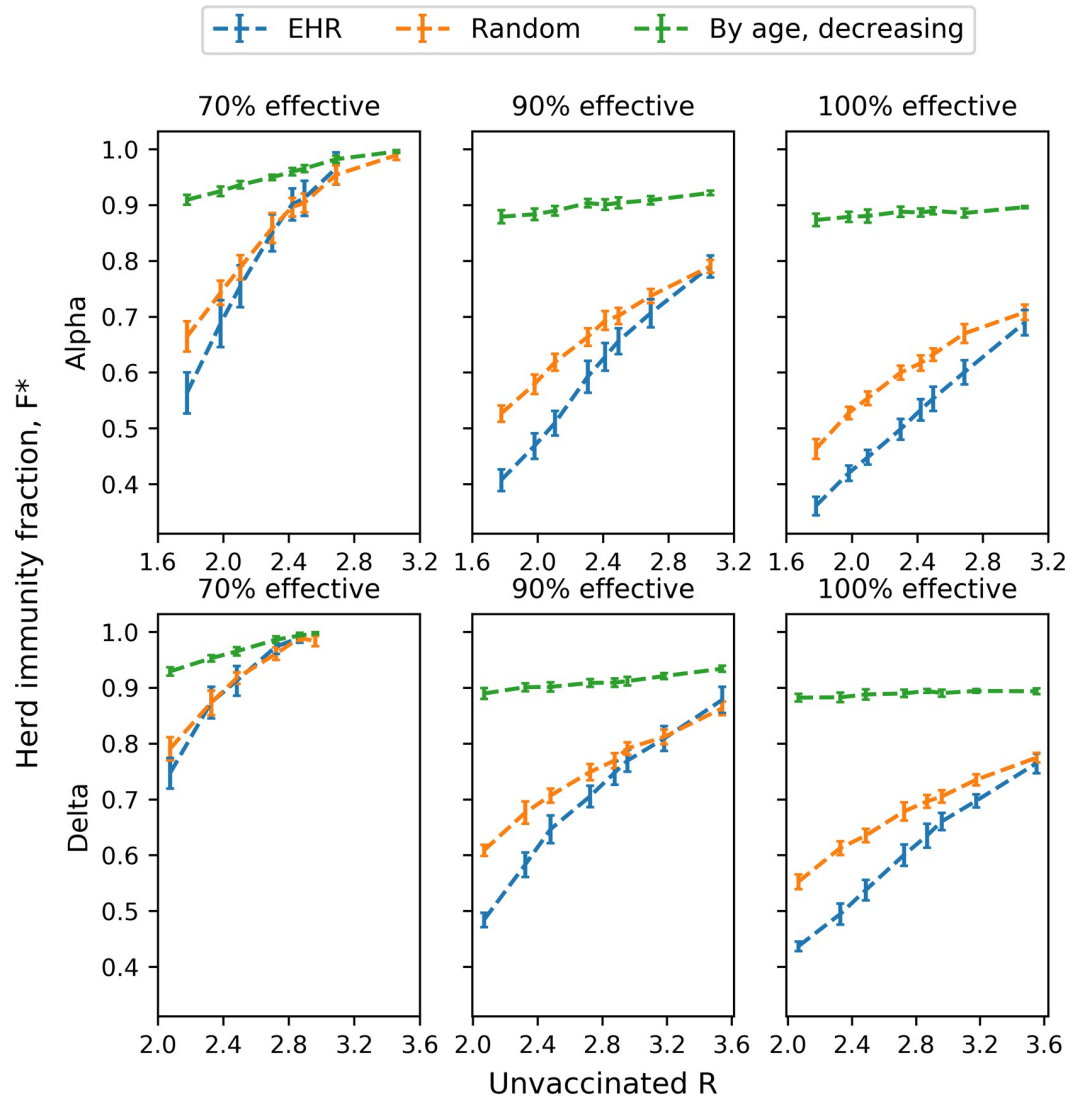 EHR Random By age, decreasing
70% effective 90% effective 100% effective
Alpha
1.0
0.9
0.8
0.7
0.6
0.5
0.4
1.6 2.0 2.4 2.8 3.2 1.6 2.0 2.4 2.8 3.2 1.6 2.0 2.4 2.8 3.2
Herd immunity fraction, F*
70% effective 90% effective 100% effective
Delta
1.0
0.9
0.8
0.7
0.6
0.5
0.4
2.0 2.4 2.8 3.2 3.6 2.0 2.4 2.8 3.2 3.6 2.0 2.4 2.8 3.2 3.6
Unvaccinated R